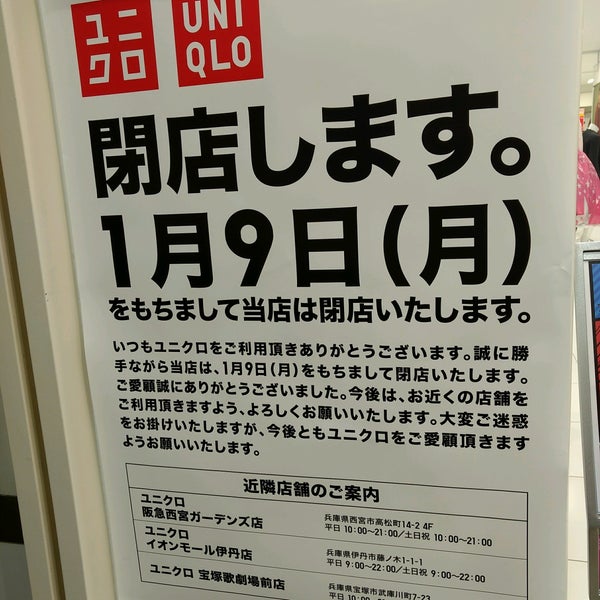 ユニ
クロ
UNI
QLO
閉店します。
1月9日(月)
をもちまして当店は閉店いたします。
いつもユニクロをご利用頂きありがとうございます。誠に勝
手ながら当店は、1月9日(月)をもちまして閉店いたします。
ご愛顧誠にありがとうございました。今後は、お近くの店舗を
ご利用頂きますよう、よろしくお願いいたします。大変ご迷惑
をお掛けいたしますが、今後ともユニクロをご愛顧頂きます
ようお願いいたします。
近隣店舗のご案内
ユニクロ
阪急西宮ガーデンズ店
兵庫県西宮市高松町14-2 4F
平日 10:00~21:00/土日祝 10:00~21:00
ユニクロ
イオンモール伊丹店
兵庫県伊丹市藤ノ木1-1-1
平日 9:00~22:00/土日祝 9:00~22:00
ユニクロ 宝塚歌劇場前店
兵庫県宝塚市武庫川町7-23
平日 10:00